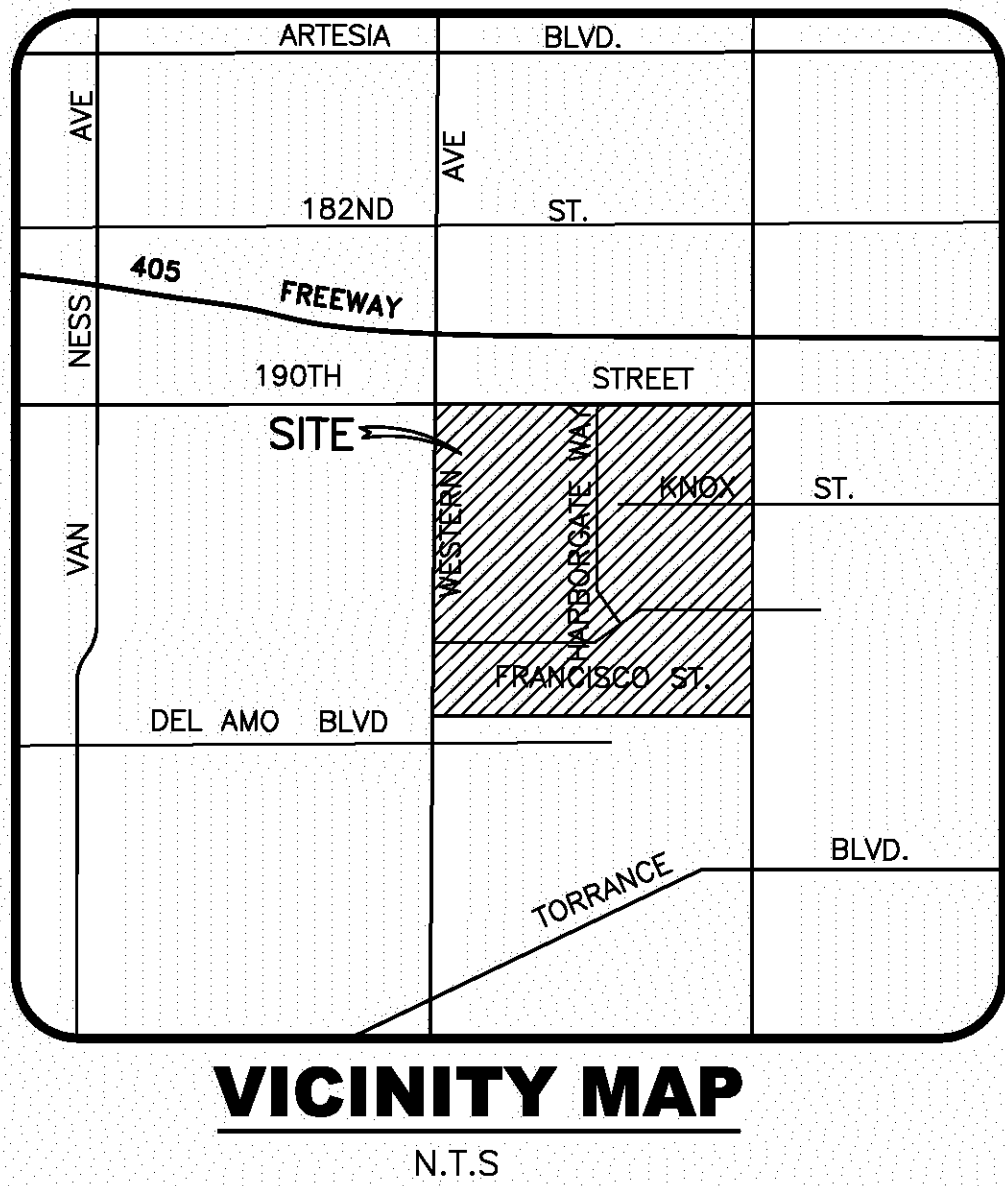 ARTESIA BLVD.
AVE
AVE
182ND ST.
405 FREEWAY
NESS
190TH STREET
SITE
WESTERN
HARBORGATE WAY
KNOX ST.
VAN
FRANCISCO ST.
DEL AMO BLVD
TORRANCE BLVD.
VICINITY MAP
N.T.S